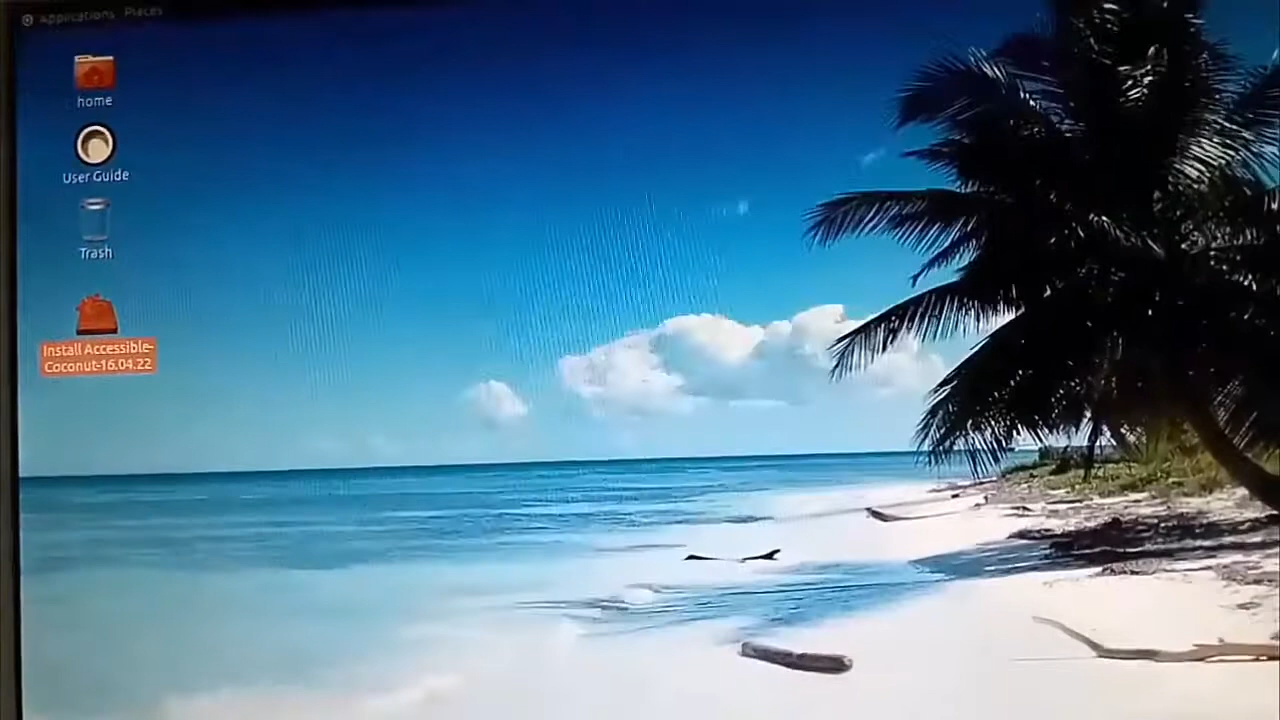 Applications Places
home
User Guide
Trash
Install Accessible-
Coconut-16.04.22